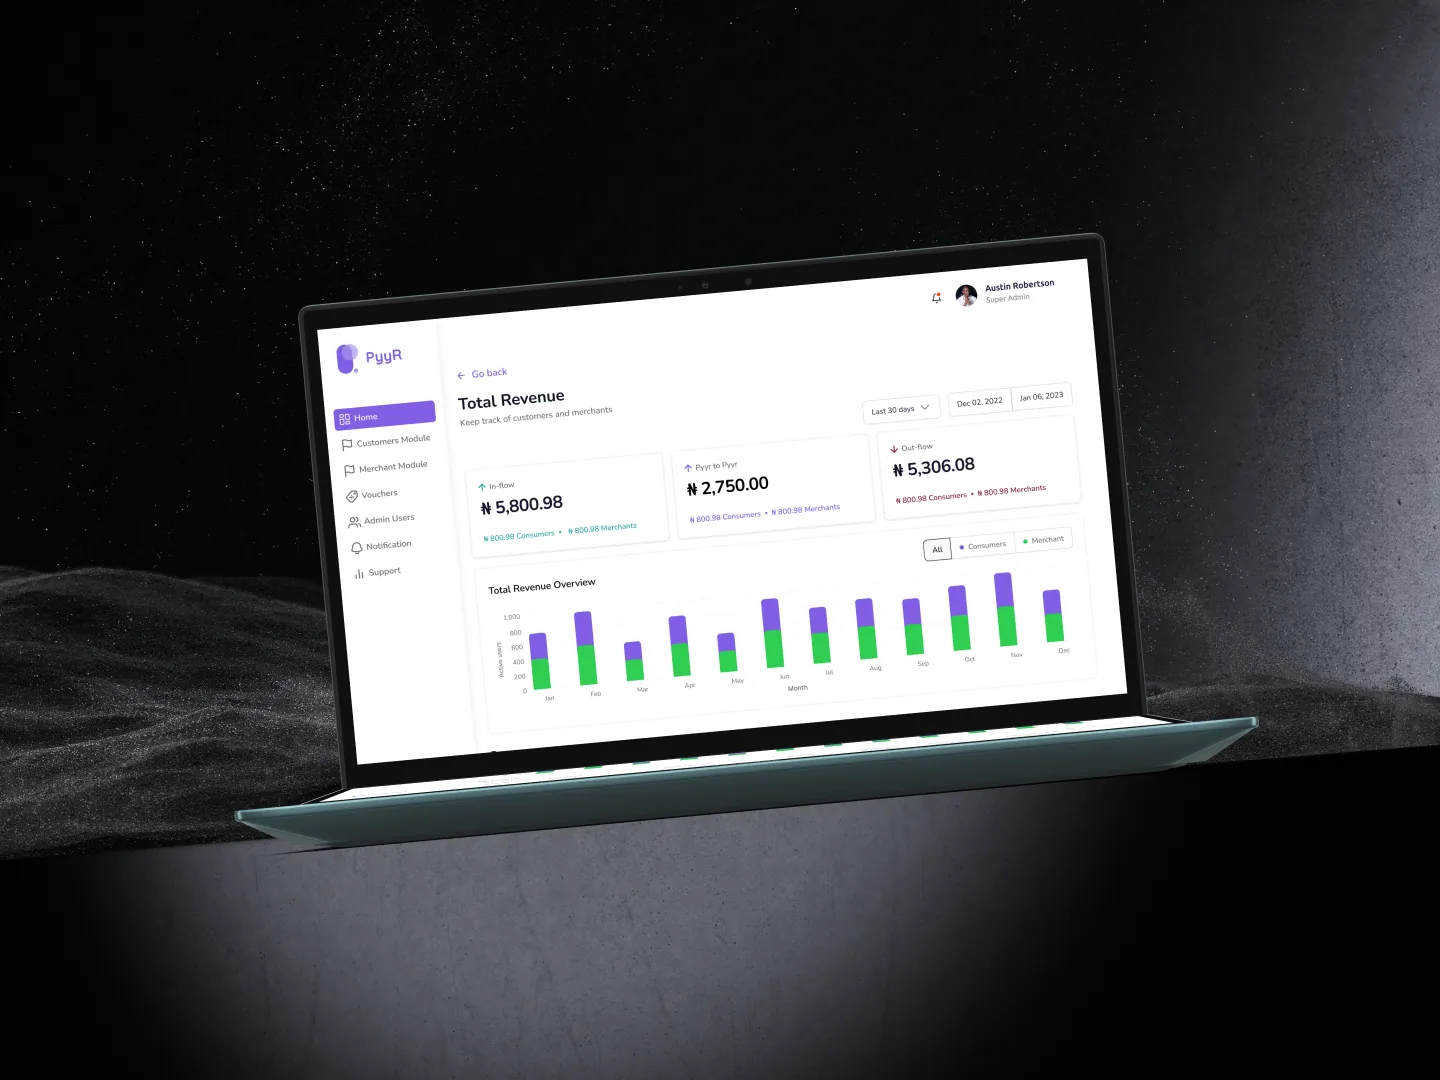 PyyR
Home
Customers Module
Merchant Module
Vouchers
Admin Users
Notification
Support
Austin Robertson
Super Admin
Go back
Total Revenue
Keep track of customers and merchants
Last 30 days
Dec 02, 2022
Jan 06, 2023
In-flow
₦ 5,800.98
₦ 800.98 Consumers • ₦ 800.98 Merchants
Pyyr to Pyyr
₦ 2,750.00
₦ 800.98 Consumers • ₦ 800.98 Merchants
Out-flow
₦ 5,306.08
₦ 800.98 Consumers • ₦ 800.98 Merchants
Total Revenue Overview
All
Consumers
Merchant
Active users
1,000
800
600
400
200
0
Jan Feb Mar Apr May Jun Jul Aug Sep Oct Nov Dec
Month